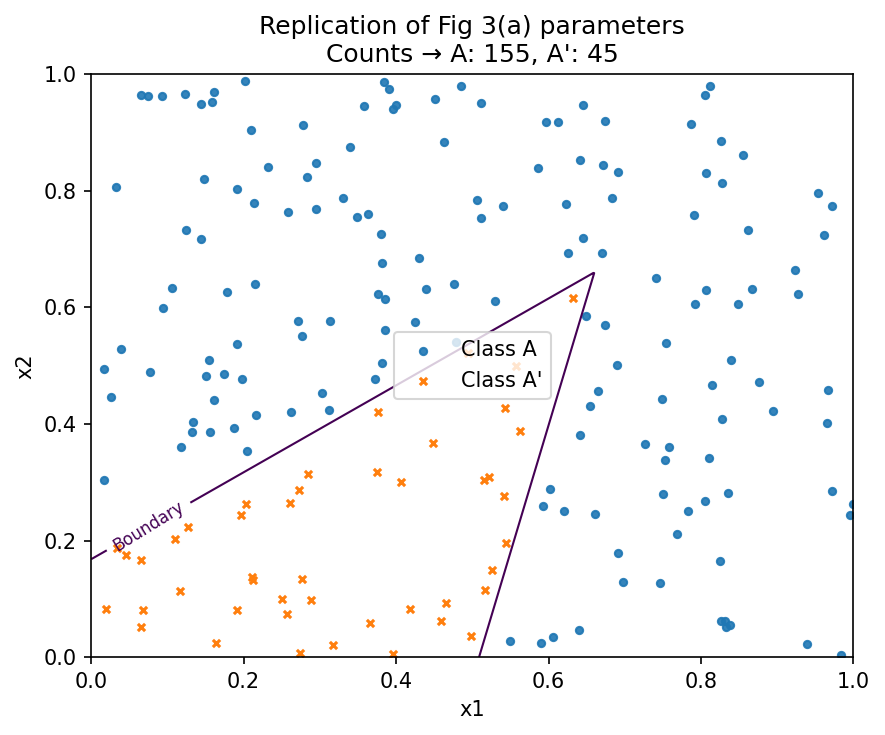 Replication of Fig 3(a) parameters
Counts → A: 155, A': 45
1.0
0.8
0.6
0.4
0.2
0.0
x2
Class A
Class A'
Boundary
0.0 0.2 0.4 0.6 0.8 1.0
x1